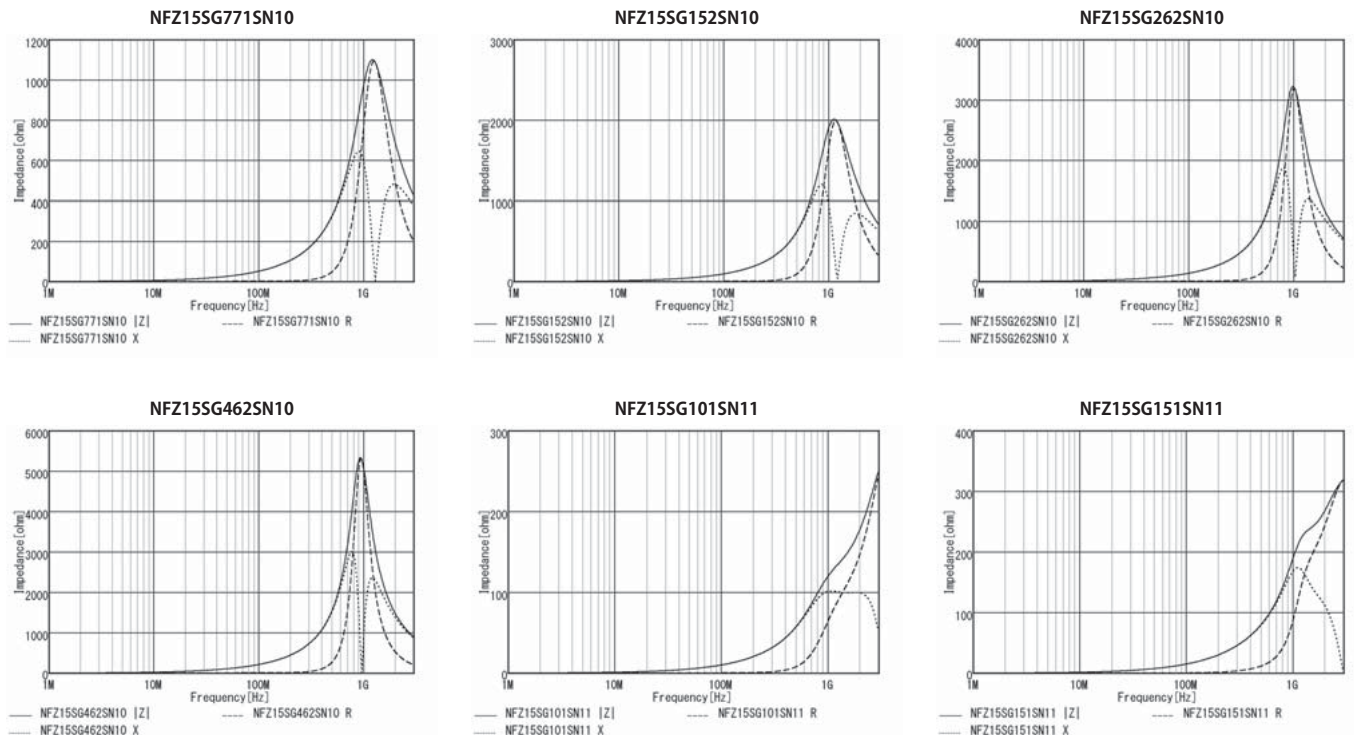 NFZ15SG771SN10
1200
1000
800
600
400
200
0
Impedance[ohm]
1M 10M 100M 1G
Frequency[Hz]
NFZ15SG771SN10 |Z| NFZ15SG771SN10 R
NFZ15SG771SN10 X
NFZ15SG152SN10
3000
2000
1000
0
Impedance[ohm]
1M 10M 100M 1G
Frequency[Hz]
NFZ15SG152SN10 |Z| NFZ15SG152SN10 R
NFZ15SG152SN10 X
NFZ15SG262SN10
4000
3000
2000
1000
0
Impedance[ohm]
1M 10M 100M 1G
Frequency[Hz]
NFZ15SG262SN10 |Z| NFZ15SG262SN10 R
NFZ15SG262SN10 X
NFZ15SG462SN10
6000
5000
4000
3000
2000
1000
0
Impedance[ohm]
1M 10M 100M 1G
Frequency[Hz]
NFZ15SG462SN10 |Z| NFZ15SG462SN10 R
NFZ15SG462SN10 X
NFZ15SG101SN11
300
200
100
0
Impedance[ohm]
1M 10M 100M 1G
Frequency[Hz]
NFZ15SG101SN11 |Z| NFZ15SG101SN11 R
NFZ15SG101SN11 X
NFZ15SG151SN11
400
300
200
100
0
Impedance[ohm]
1M 10M 100M 1G
Frequency[Hz]
NFZ15SG151SN11 |Z| NFZ15SG151SN11 R
NFZ15SG151SN11 X